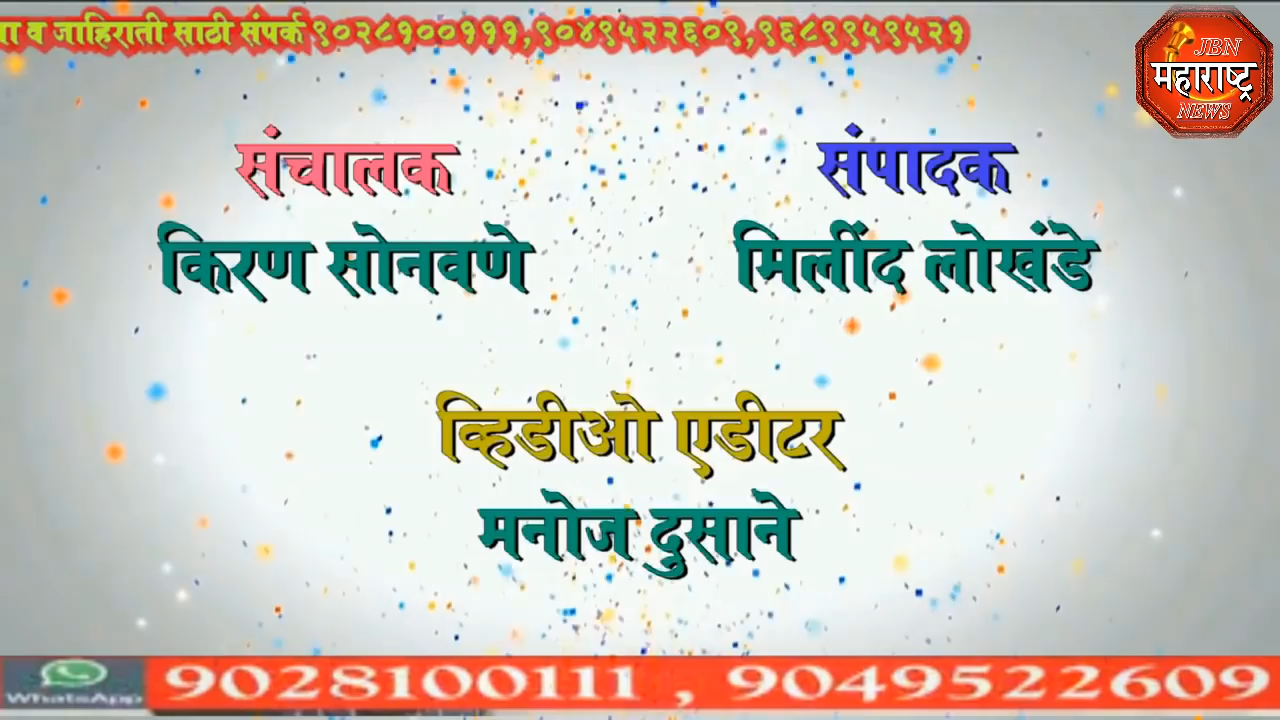 व जाहिराती साठी संपर्क ९०२८१००१११,९०४९५२२६०९,९६८९९५९५२१
JBN
महाराष्ट्र
NEWS
संचालक
किरण सोनवणे
संपादक
मिलींद लोखंडे
व्हिडीओ एडीटर
मनोज दुसाने
WhatsApp 9028100111 , 9049522609